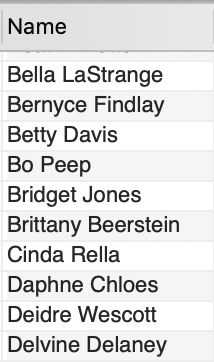 Name
Bella LaStrange
Bernyce Findlay
Betty Davis
Bo Peep
Bridget Jones
Brittany Beerstein
Cinda Rella
Daphne Chloes
Deidre Wescott
Delvine Delaney